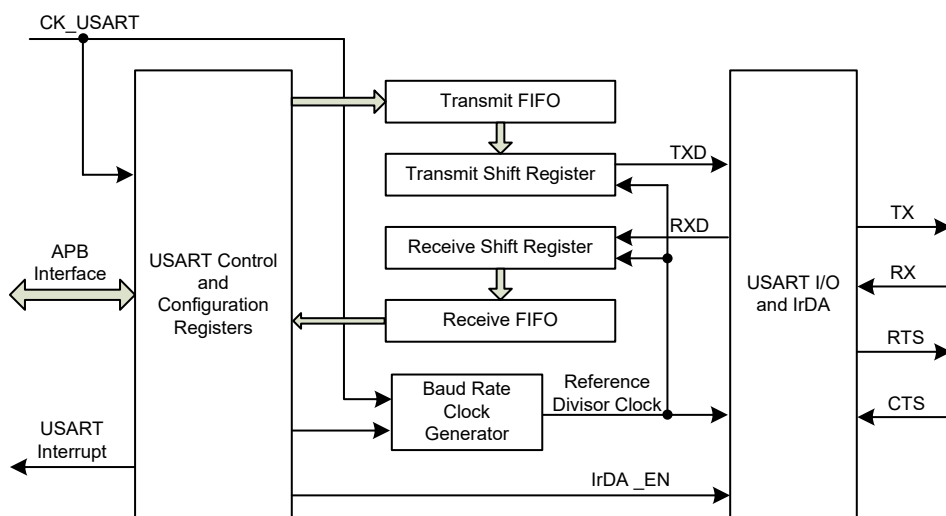 CK_USART
Transmit FIFO
TXD
Transmit Shift Register
TX
RXD
Receive Shift Register
APB
Interface
USART Control
and
Configuration
Registers
USART I/O
and IrDA
RX
Receive FIFO
RTS
Baud Rate
Clock
Generator
Reference
Divisor Clock
CTS
USART
Interrupt
IrDA _EN